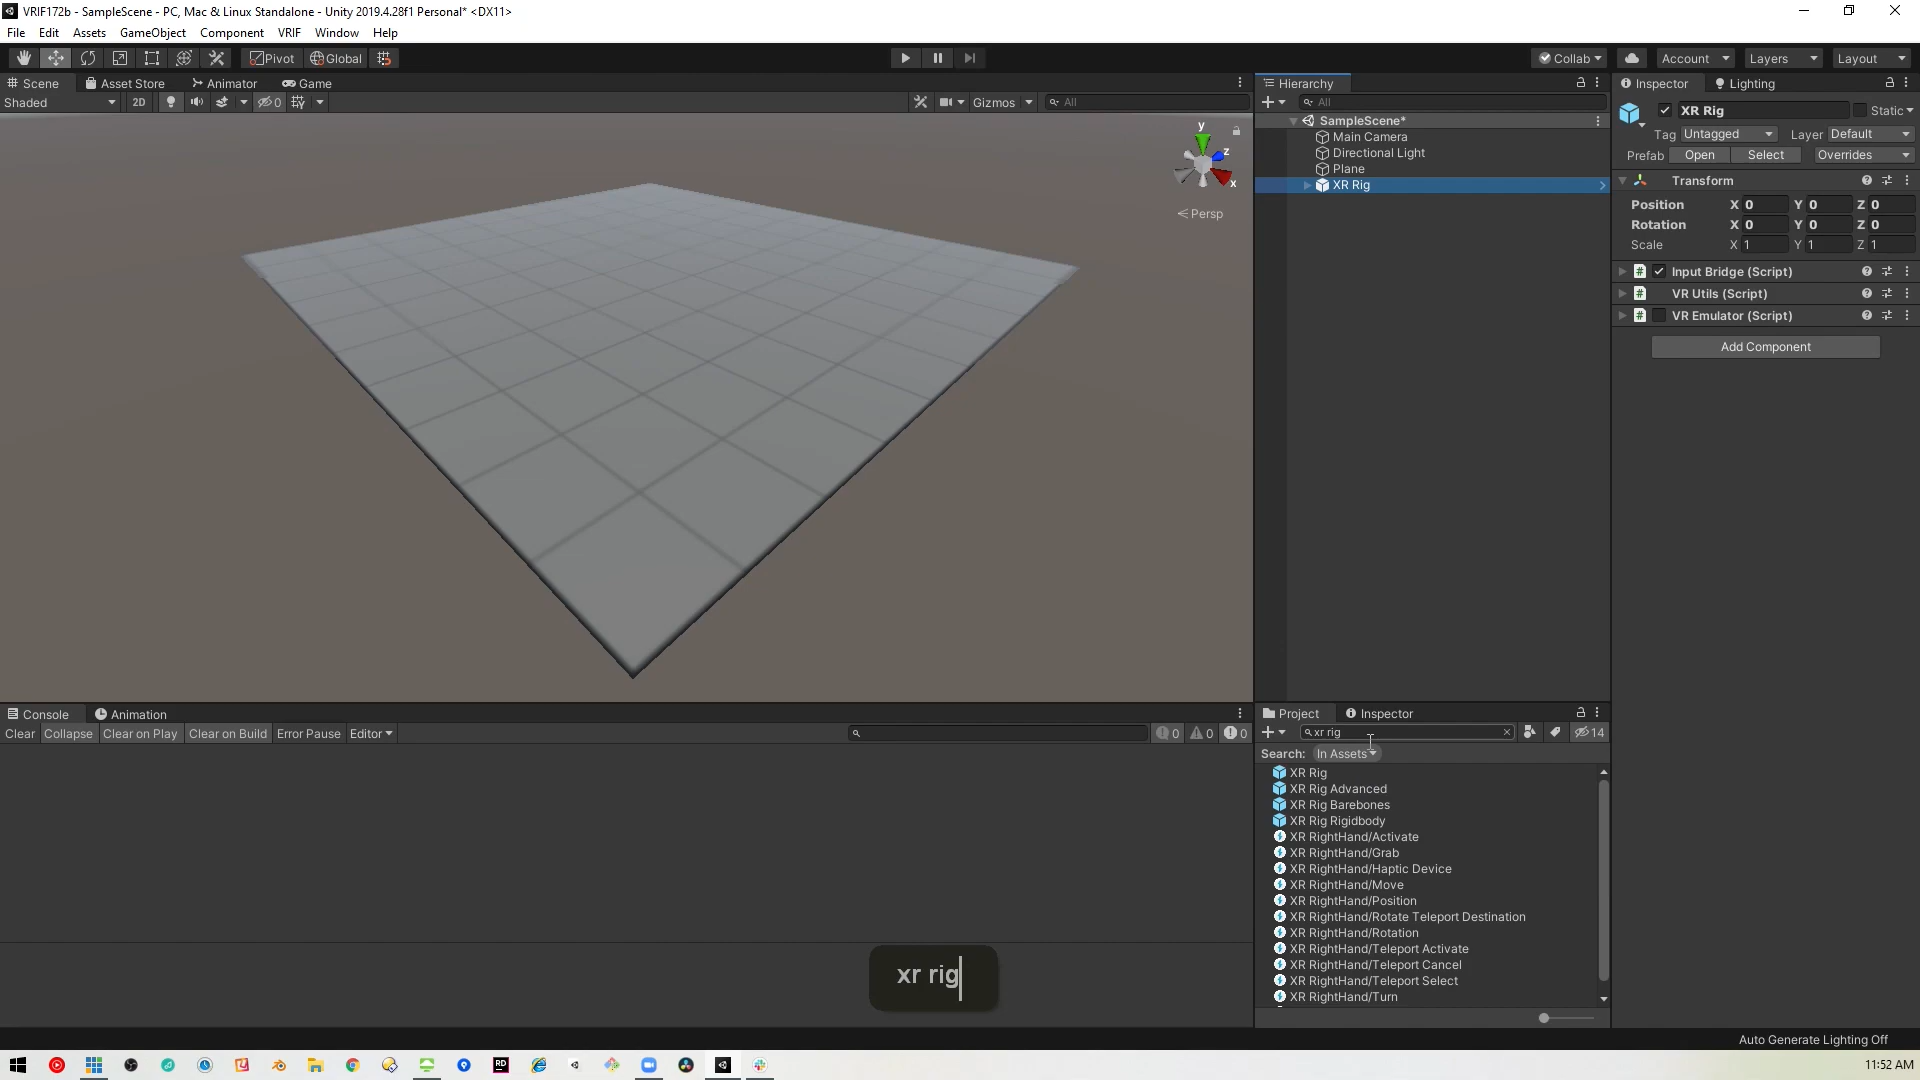 VRIF172b - SampleScene - PC, Mac & Linux Standalone - Unity 2019.4.28f1 Personal* <DX11>
File Edit Assets GameObject Component VRIF Window Help
Pivot Global Collab Account Layers Layout
Scene Asset Store Animator Game
Shaded 2D 0 Gizmos All
y
z
x
Persp
Hierarchy
All
SampleScene*
Main Camera
Directional Light
Plane
XR Rig
Inspector Lighting
XR Rig Static
Tag Untagged Layer Default
Prefab Open Select Overrides
Transform
Position X 0 Y 0 Z 0
Rotation X 0 Y 0 Z 0
Scale X 1 Y 1 Z 1
Input Bridge (Script)
VR Utils (Script)
VR Emulator (Script)
Add Component
Console Animation
Clear Collapse Clear on Play Clear on Build Error Pause Editor 0 0 0
Project Inspector
xr rig 14
Search: In Assets
XR Rig
XR Rig Advanced
XR Rig Barebones
XR Rig Rigidbody
XR RightHand/Activate
XR RightHand/Grab
XR RightHand/Haptic Device
XR RightHand/Move
XR RightHand/Position
XR RightHand/Rotate Teleport Destination
XR RightHand/Rotation
XR RightHand/Teleport Activate
XR RightHand/Teleport Cancel
XR RightHand/Teleport Select
XR RightHand/Turn
xr rig
Auto Generate Lighting Off
RD
11:52 AM